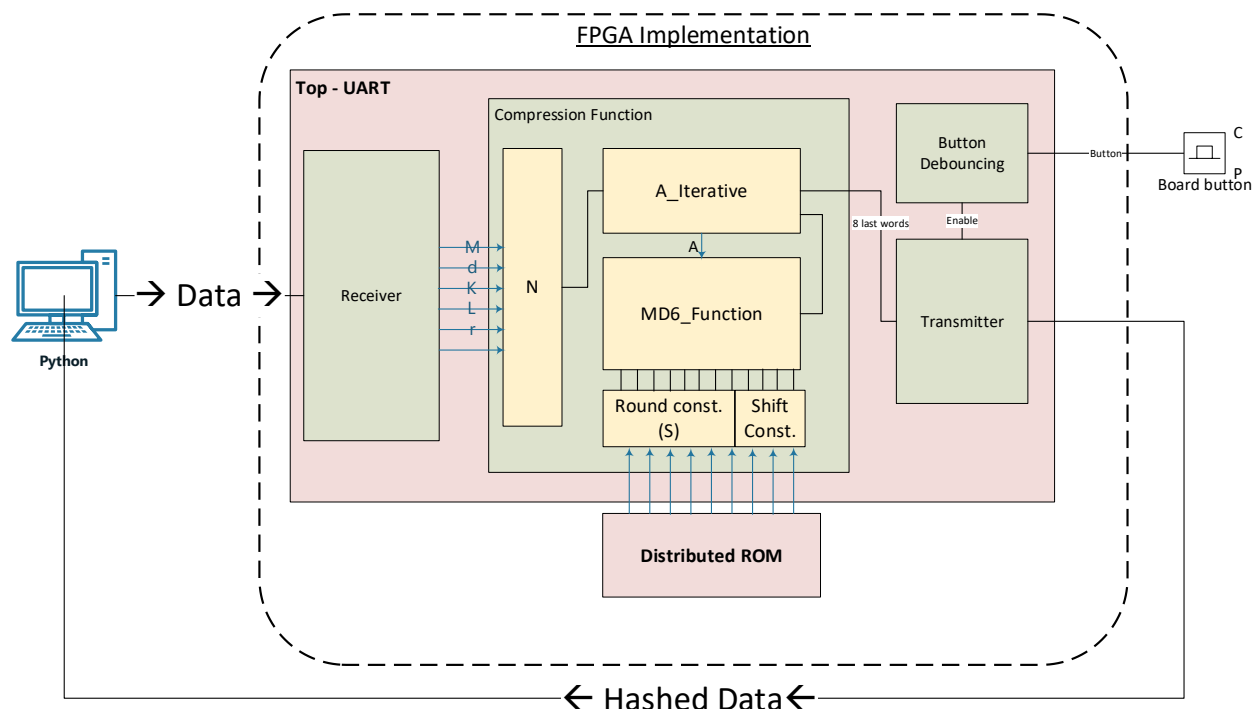 FPGA Implementation
Top - UART
Compression Function
Receiver
M
d
K
L
r
N
A_Iterative
A
MD6_Function
Round const.
(S)
Shift
Const.
8 last words
Button
Debouncing
Enable
Transmitter
Button
C
P
Board button
Python
→ Data →
Distributed ROM
← Hashed Data ←